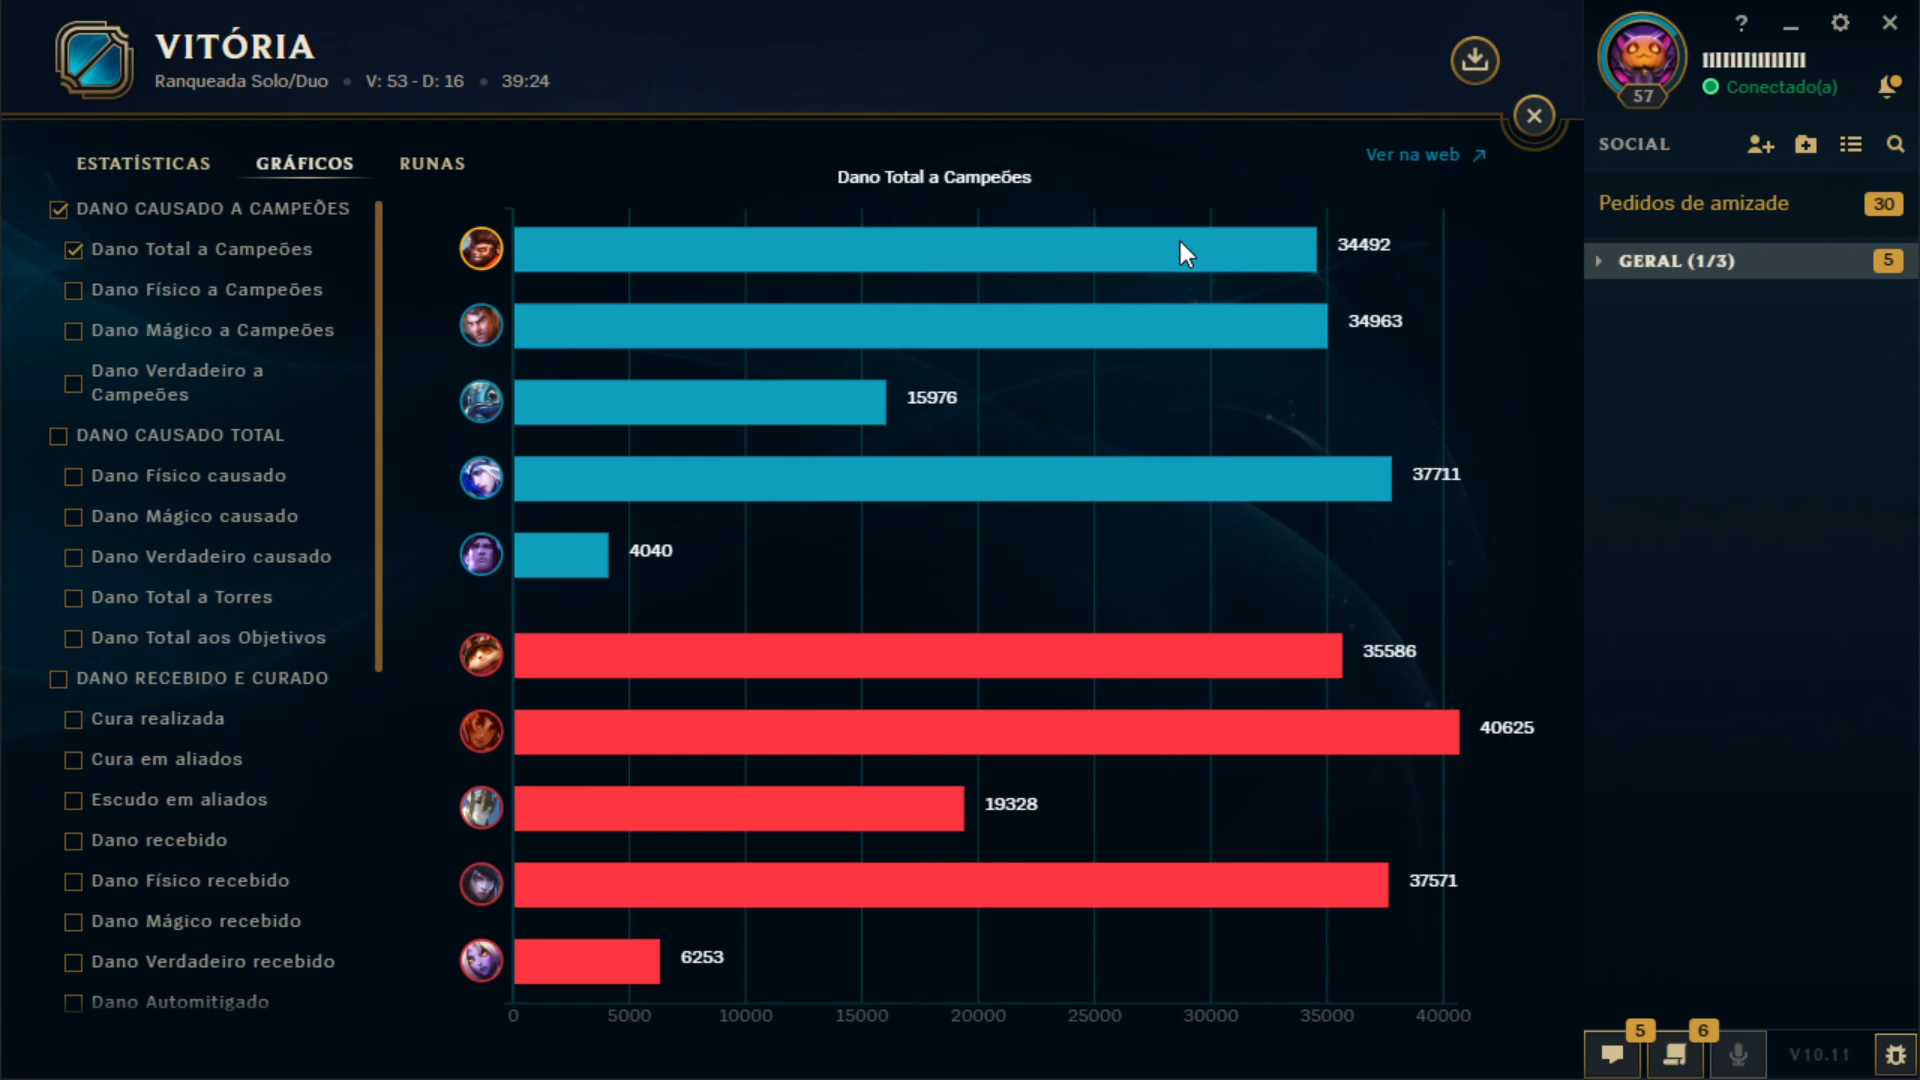 VITÓRIA
Ranqueada Solo/Duo • V: 53 - D: 16 • 39:24
ESTATÍSTICAS GRÁFICOS RUNAS
Ver na web
DANO CAUSADO A CAMPEÕES
Dano Total a Campeões
Dano Físico a Campeões
Dano Mágico a Campeões
Dano Verdadeiro a
Campeões
DANO CAUSADO TOTAL
Dano Físico causado
Dano Mágico causado
Dano Verdadeiro causado
Dano Total a Torres
Dano Total aos Objetivos
DANO RECEBIDO E CURADO
Cura realizada
Cura em aliados
Escudo em aliados
Dano recebido
Dano Físico recebido
Dano Mágico recebido
Dano Verdadeiro recebido
Dano Automitigado
Dano Total a Campeões
34492
34963
15976
37711
4040
35586
40625
19328
37571
6253
0 5000 10000 15000 20000 25000 30000 35000 40000
?
57
Conectado(a)
SOCIAL
Pedidos de amizade 30
GERAL (1/3) 5
5 6
V10.11